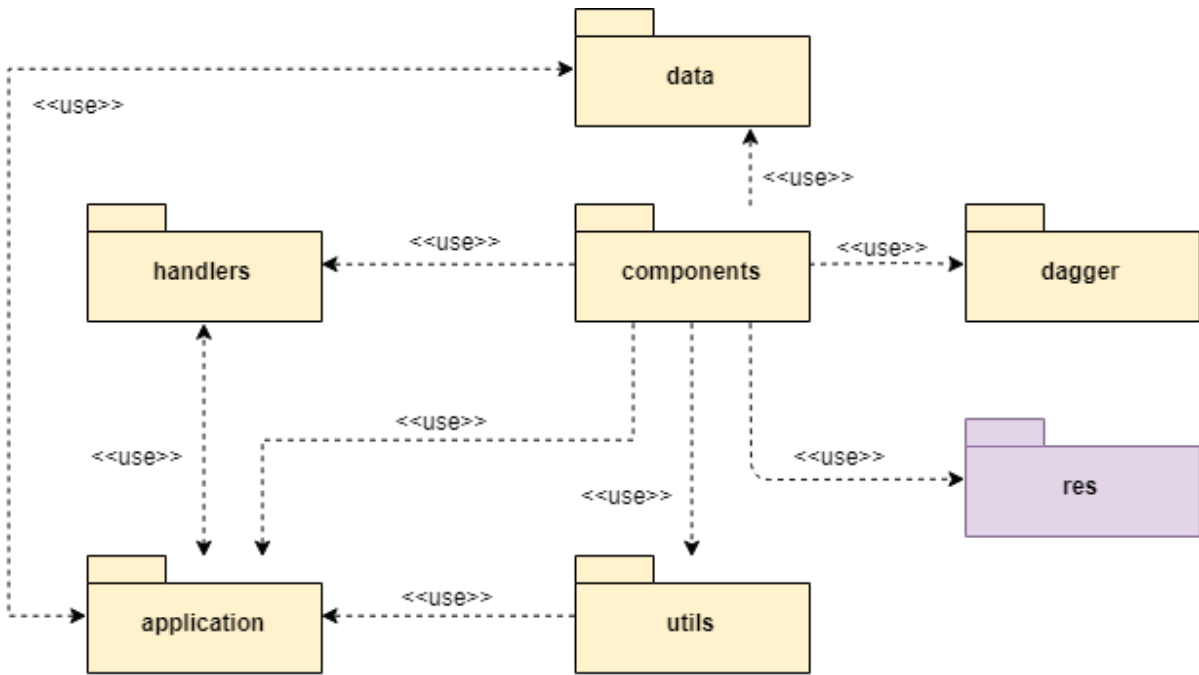 data
<<use>>
<<use>>
<<use>>
<<use>>
handlers
components
dagger
<<use>>
<<use>>
<<use>>
res
<<use>>
<<use>>
application
utils